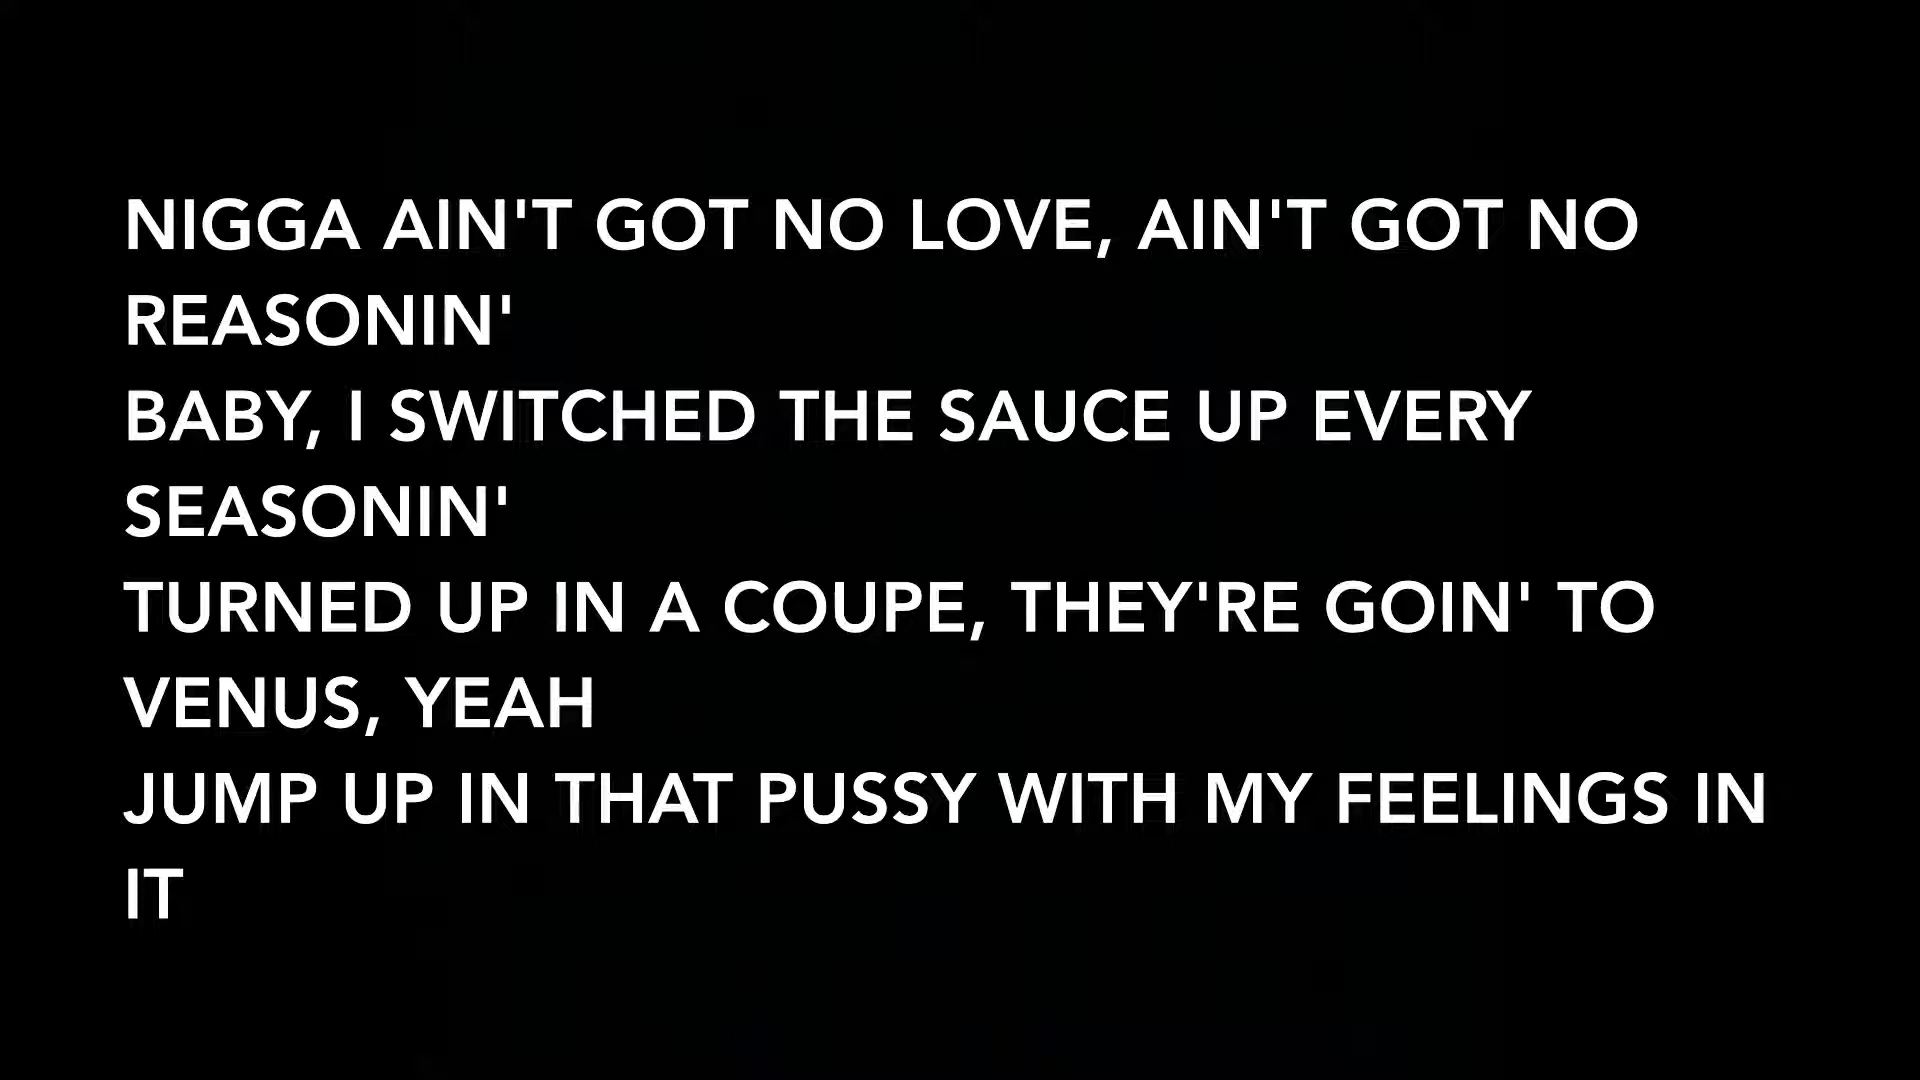 NIGGA AIN'T GOT NO LOVE, AIN'T GOT NO
REASONIN'
BABY, I SWITCHED THE SAUCE UP EVERY
SEASONIN'
TURNED UP IN A COUPE, THEY'RE GOIN' TO
VENUS, YEAH
JUMP UP IN THAT PUSSY WITH MY FEELINGS IN
IT